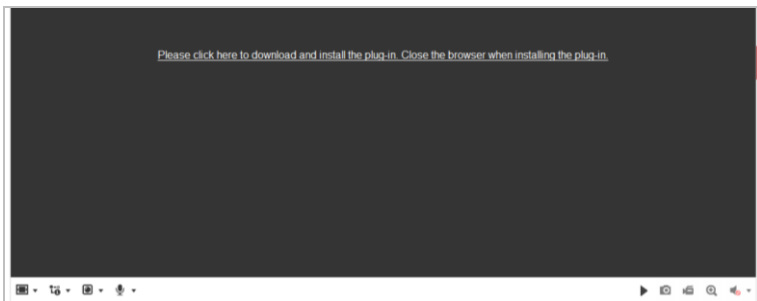 Please click here to download and install the plug-in. Close the browser when installing the plug-in.